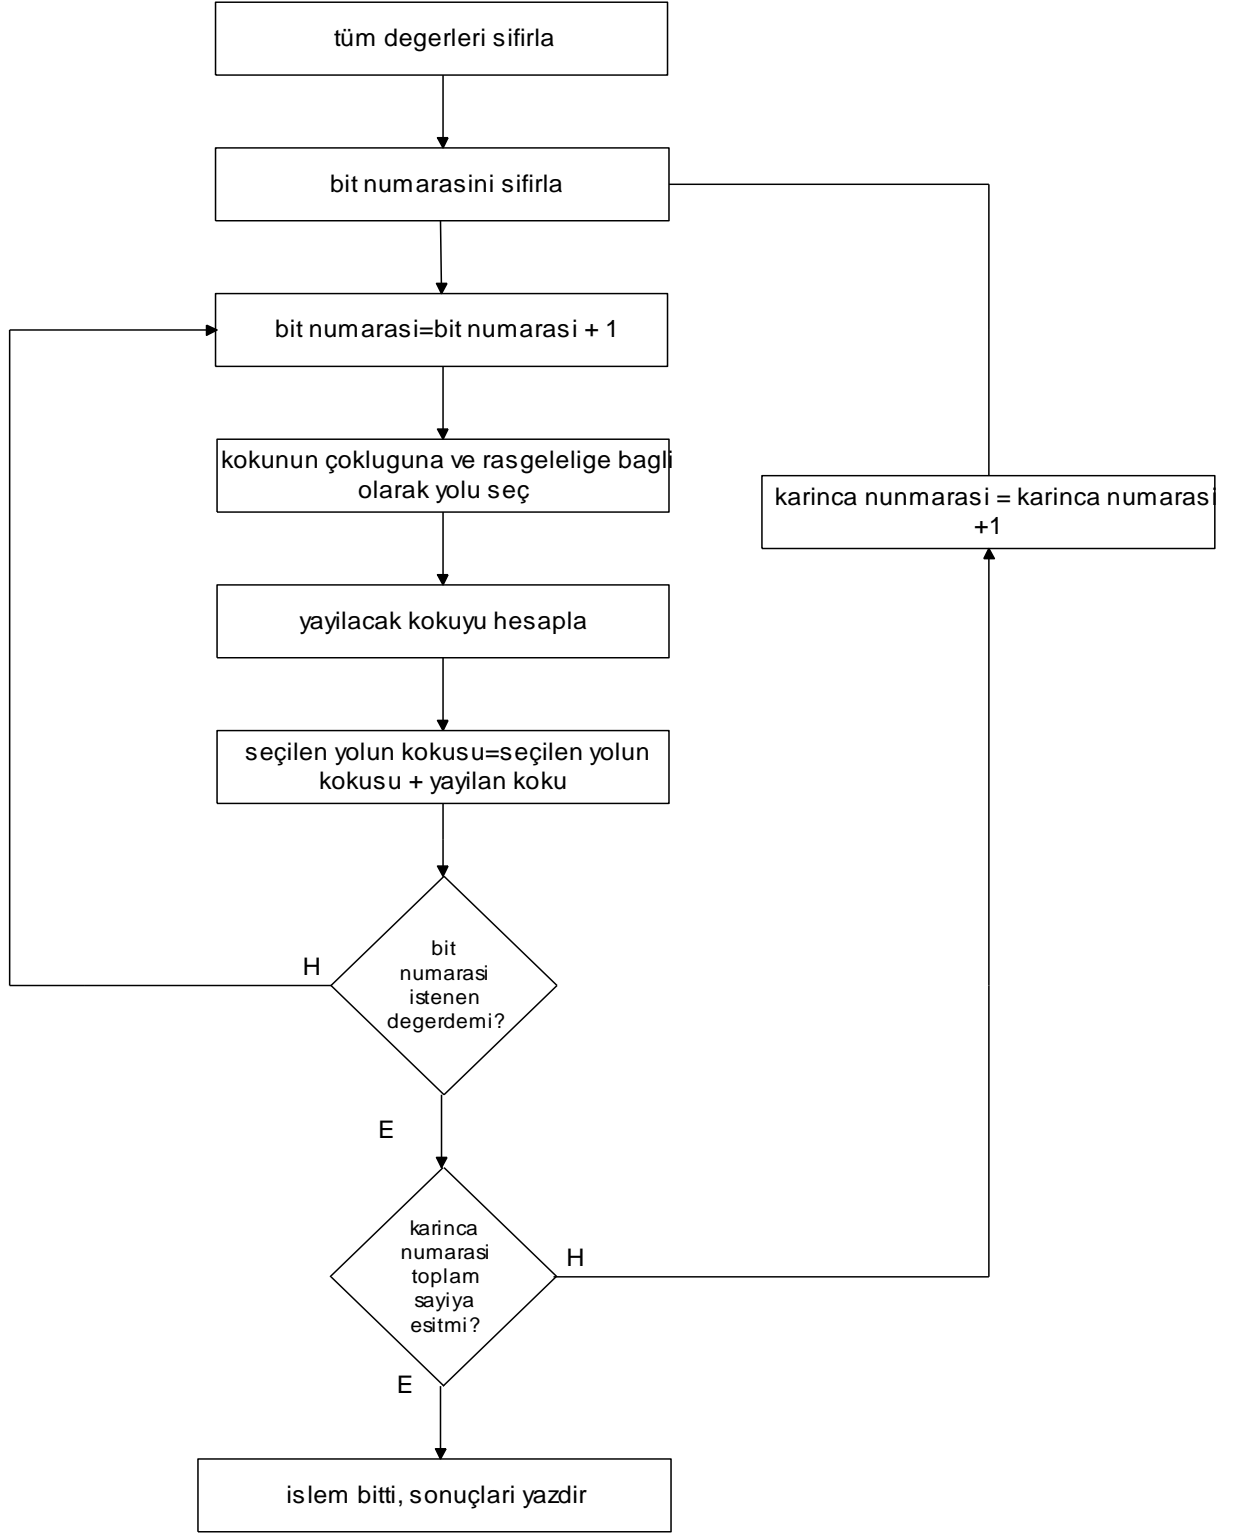 tüm degerleri sifirla
bit numarasini sifirla
bit numarasi=bit numarasi + 1
kokunun çokluguna ve rasgelelige bagli
olarak yolu seç
karinca nunmarasi = karinca numarasi
+1
yayilacak kokuyu hesapla
seçilen yolun kokusu=seçilen yolun
kokusu + yayilan koku
bit
numarasi
istenen
degerdemi?
H
E
karinca
numarasi
toplam
sayiya
esitmi?
H
E
islem bitti, sonuçlari yazdir